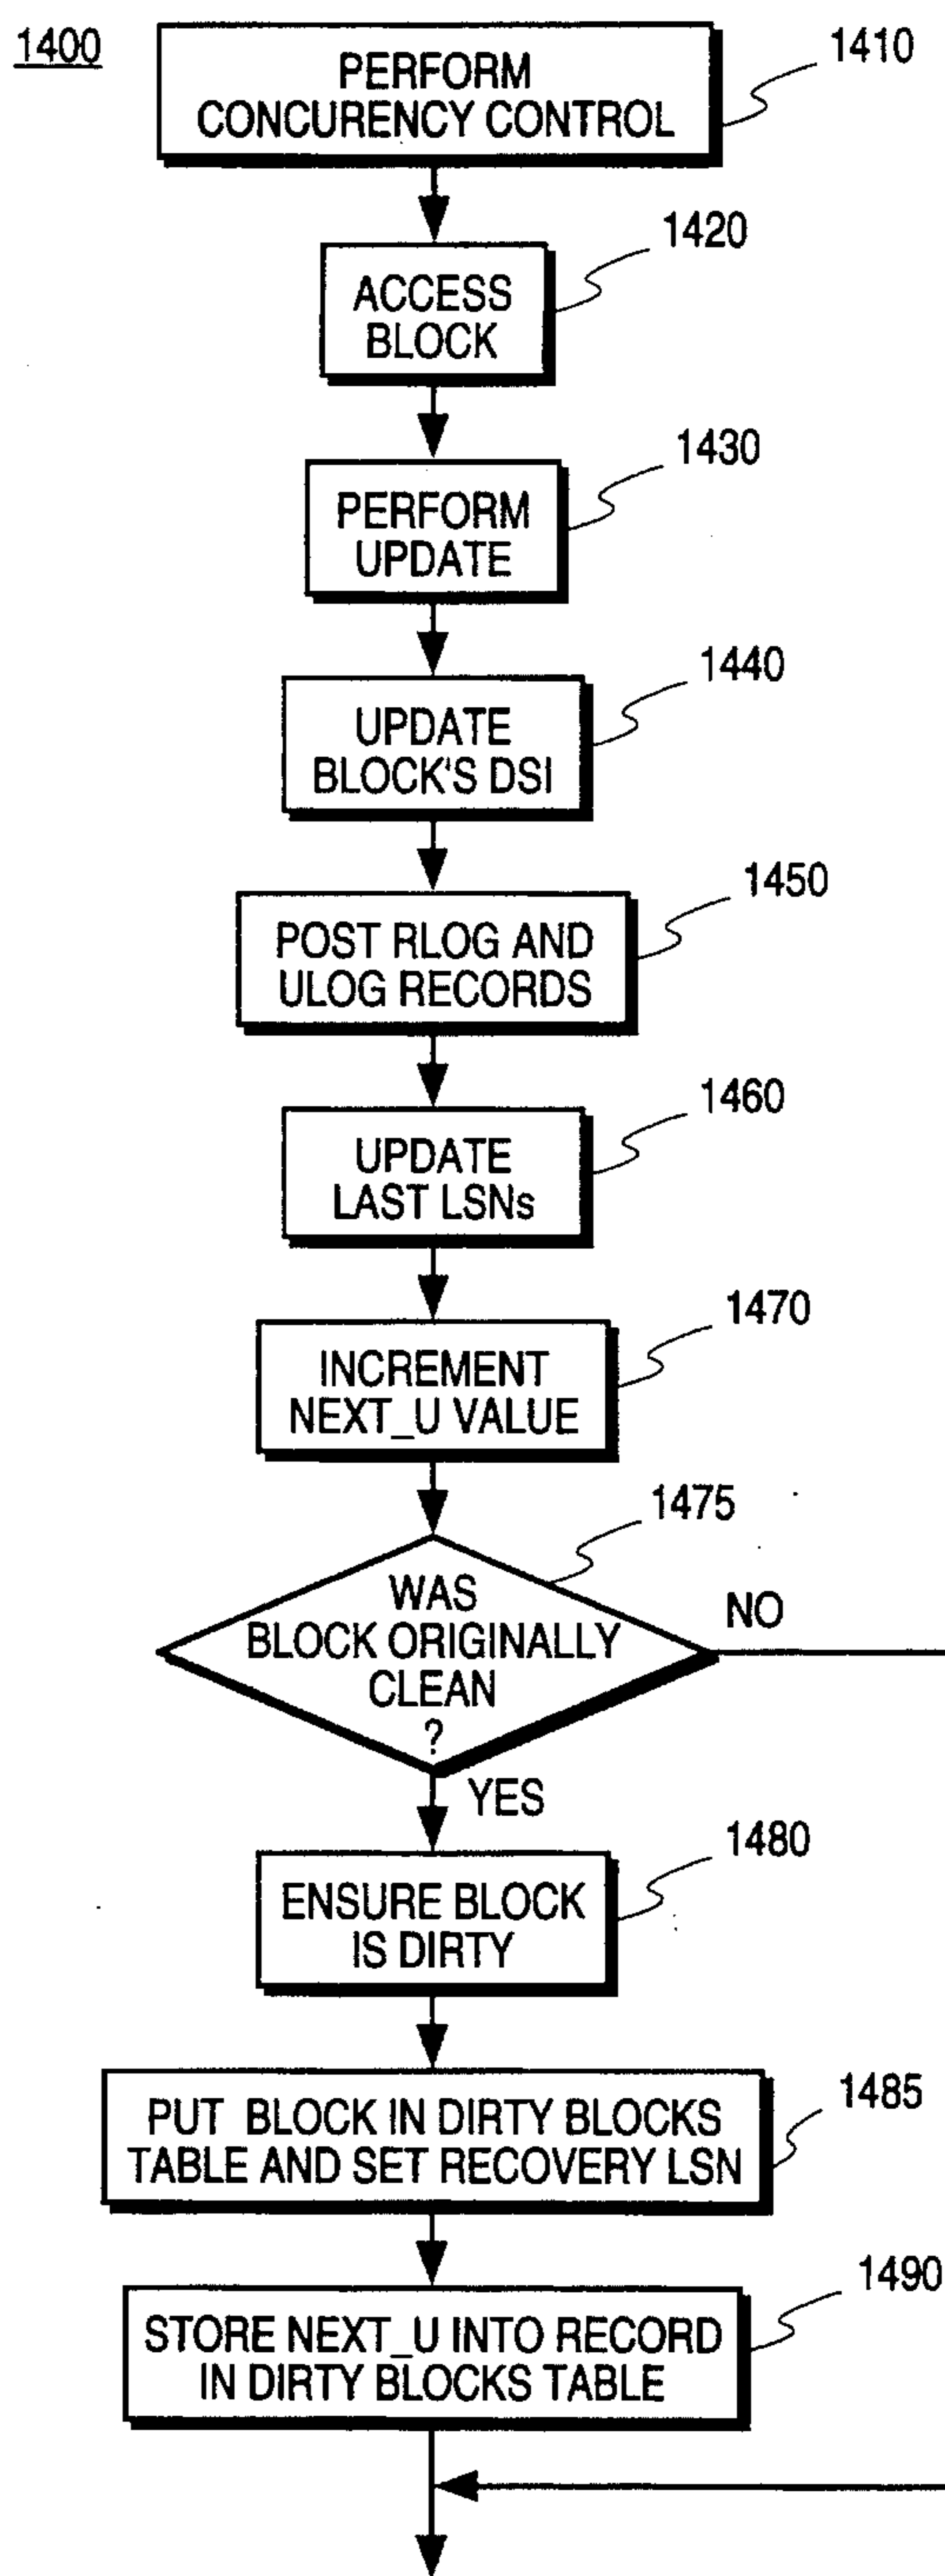 1400
PERFORM
CONCURENCY CONTROL
1410
ACCESS
BLOCK
1420
PERFORM
UPDATE
1430
UPDATE
BLOCK'S DSI
1440
POST RLOG AND
ULOG RECORDS
1450
UPDATE
LAST LSNs
1460
INCREMENT
NEXT_U VALUE
1470
WAS
BLOCK ORIGINALLY
CLEAN
?
1475
NO
YES
ENSURE BLOCK
IS DIRTY
1480
PUT BLOCK IN DIRTY BLOCKS
TABLE AND SET RECOVERY LSN
1485
STORE NEXT_U INTO RECORD
IN DIRTY BLOCKS TABLE
1490